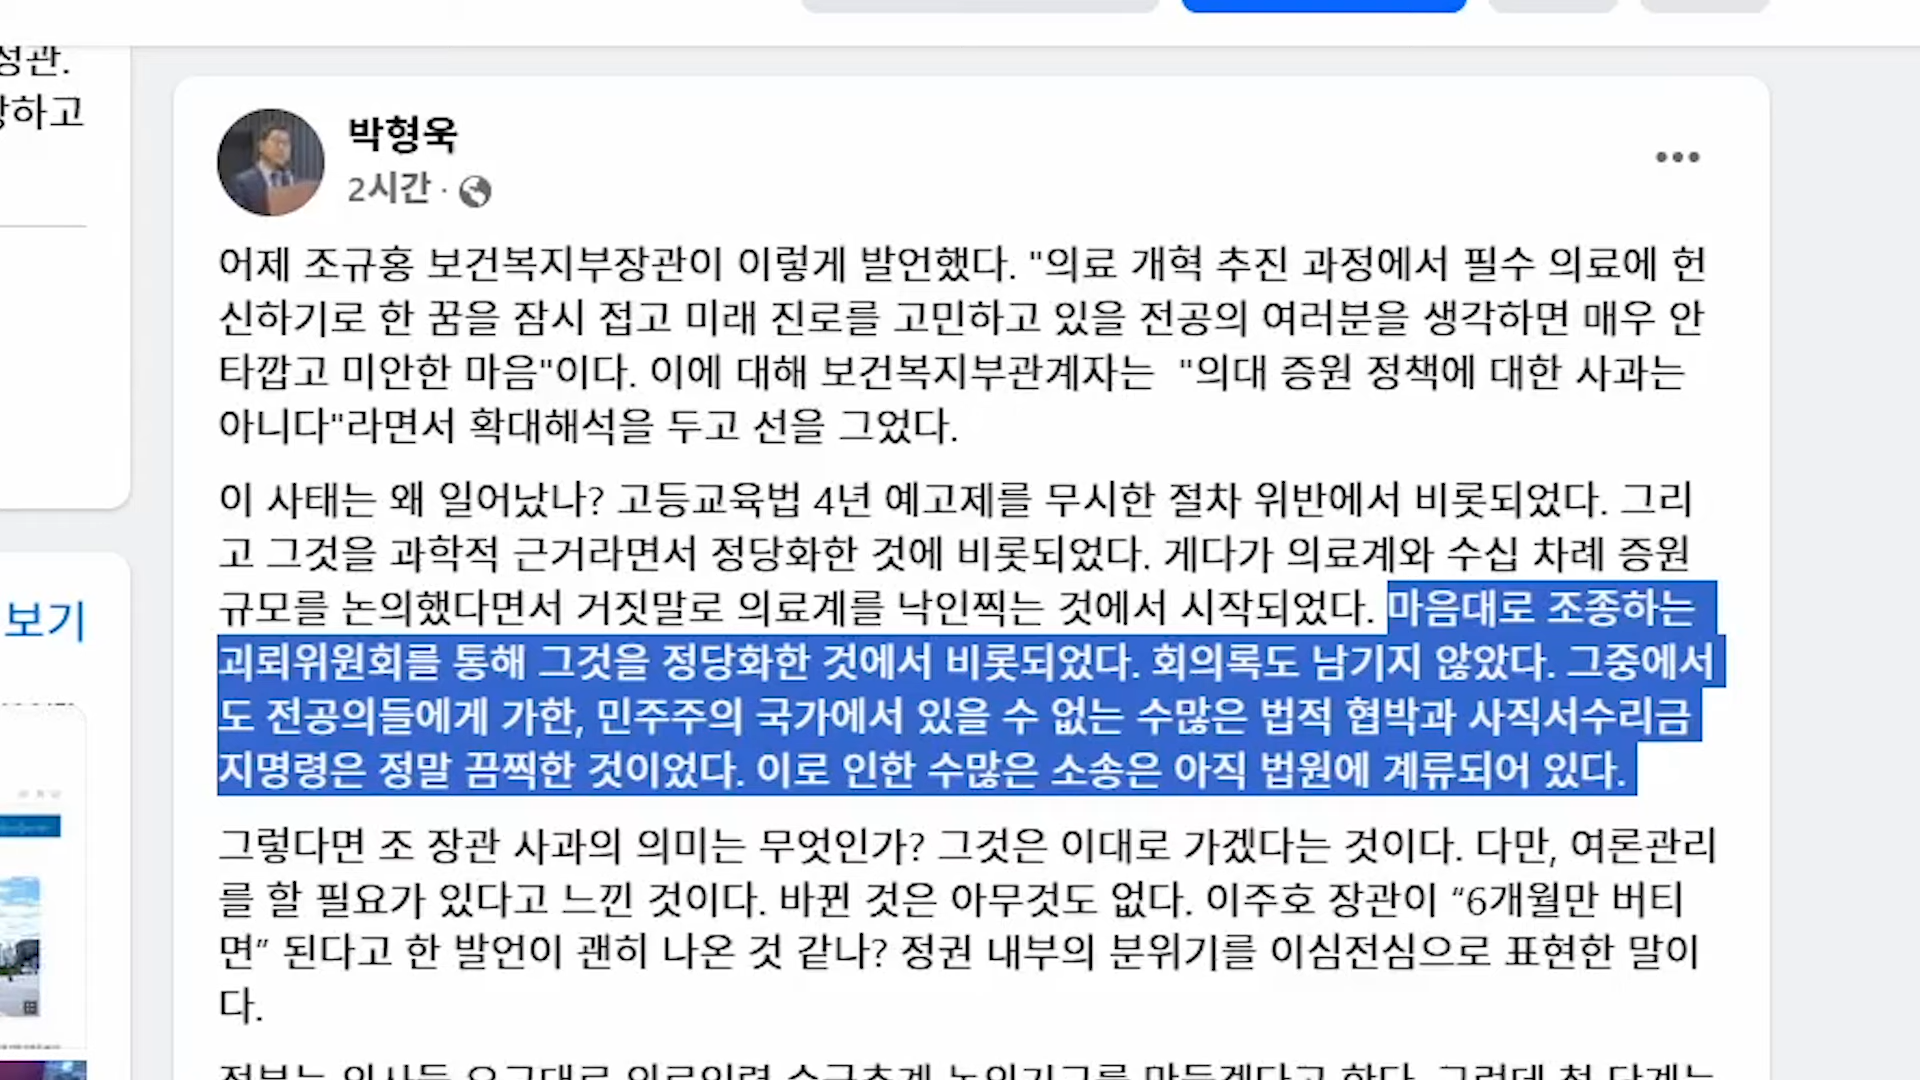 하고
보기
박형욱
2시간 ·
어제 조규홍 보건복지부장관이 이렇게 발언했다. "의료 개혁 추진 과정에서 필수 의료에 헌
신하기로 한 꿈을 잠시 접고 미래 진로를 고민하고 있을 전공의 여러분을 생각하면 매우 안
타깝고 미안한 마음"이다. 이에 대해 보건복지부관계자는 "의대 증원 정책에 대한 사과는
아니다"라면서 확대해석을 두고 선을 그었다.
이 사태는 왜 일어났나? 고등교육법 4년 예고제를 무시한 절차 위반에서 비롯되었다. 그리
고 그것을 과학적 근거라면서 정당화한 것에 비롯되었다. 게다가 의료계와 수십 차례 증원
규모를 논의했다면서 거짓말로 의료계를 낙인찍는 것에서 시작되었다. 마음대로 조종하는
괴뢰위원회를 통해 그것을 정당화한 것에서 비롯되었다. 회의록도 남기지 않았다. 그중에서
도 전공의들에게 가한, 민주주의 국가에서 있을 수 없는 수많은 법적 협박과 사직서수리금
지명령은 정말 끔찍한 것이었다. 이로 인한 수많은 소송은 아직 법원에 계류되어 있다.
그렇다면 조 장관 사과의 의미는 무엇인가? 그것은 이대로 가겠다는 것이다. 다만, 여론관리
를 할 필요가 있다고 느낀 것이다. 바뀐 것은 아무것도 없다. 이주호 장관이 “6개월만 버티
면” 된다고 한 발언이 괜히 나온 것 같나? 정권 내부의 분위기를 이심전심으로 표현한 말이
다.